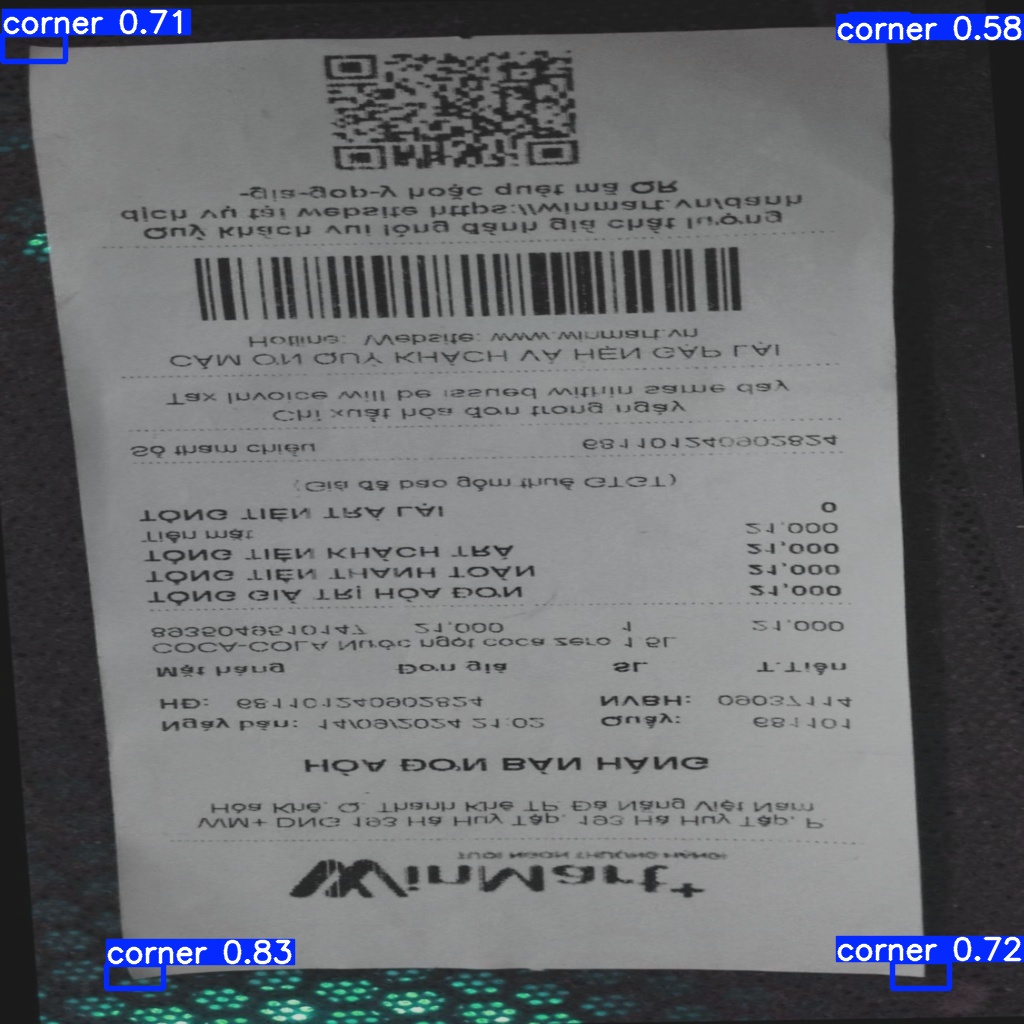 corner 0.71
corner 0.58
WinMart+
TƯƠI NGON THƯỢNG HẠNG
WM+ DNG 193 Hà Huy Tập, 193 Hà Huy Tập, P.
Hòa Khê, Q. Thanh Khê TP. Đà Nẵng Việt Nam
HÓA ĐƠN BÁN HÀNG
Ngày bán: 14/09/2024 21:02 Quầy: 681101
HĐ: 681101240902824 NVBH: 09037114
Mặt hàng Đơn giá SL T.Tiền
COCA-COLA Nước ngọt coca zero 1.5L
8935049510147 21,000 1 21,000
TỔNG GIÁ TRỊ HÓA ĐƠN 21,000
TỔNG TIỀN THANH TOÁN 21,000
TỔNG TIỀN KHÁCH TRẢ 21,000
Tiền mặt 21,000
TỔNG TIỀN TRẢ LẠI 0
(Giá đã bao gồm thuế GTGT)
Số tham chiếu 681101240902824
Chỉ xuất hóa đơn trong ngày
Tax Invoice will be issued within same day
CẢM ƠN QUÝ KHÁCH VÀ HẸN GẶP LẠI
Hotline: Website: www.winmart.vn
Quý khách vui lòng đánh giá chất lượng
dịch vụ tại website https://winmart.vn/danh
-gia-gop-y hoặc quét mã QR
corner 0.83
corner 0.72